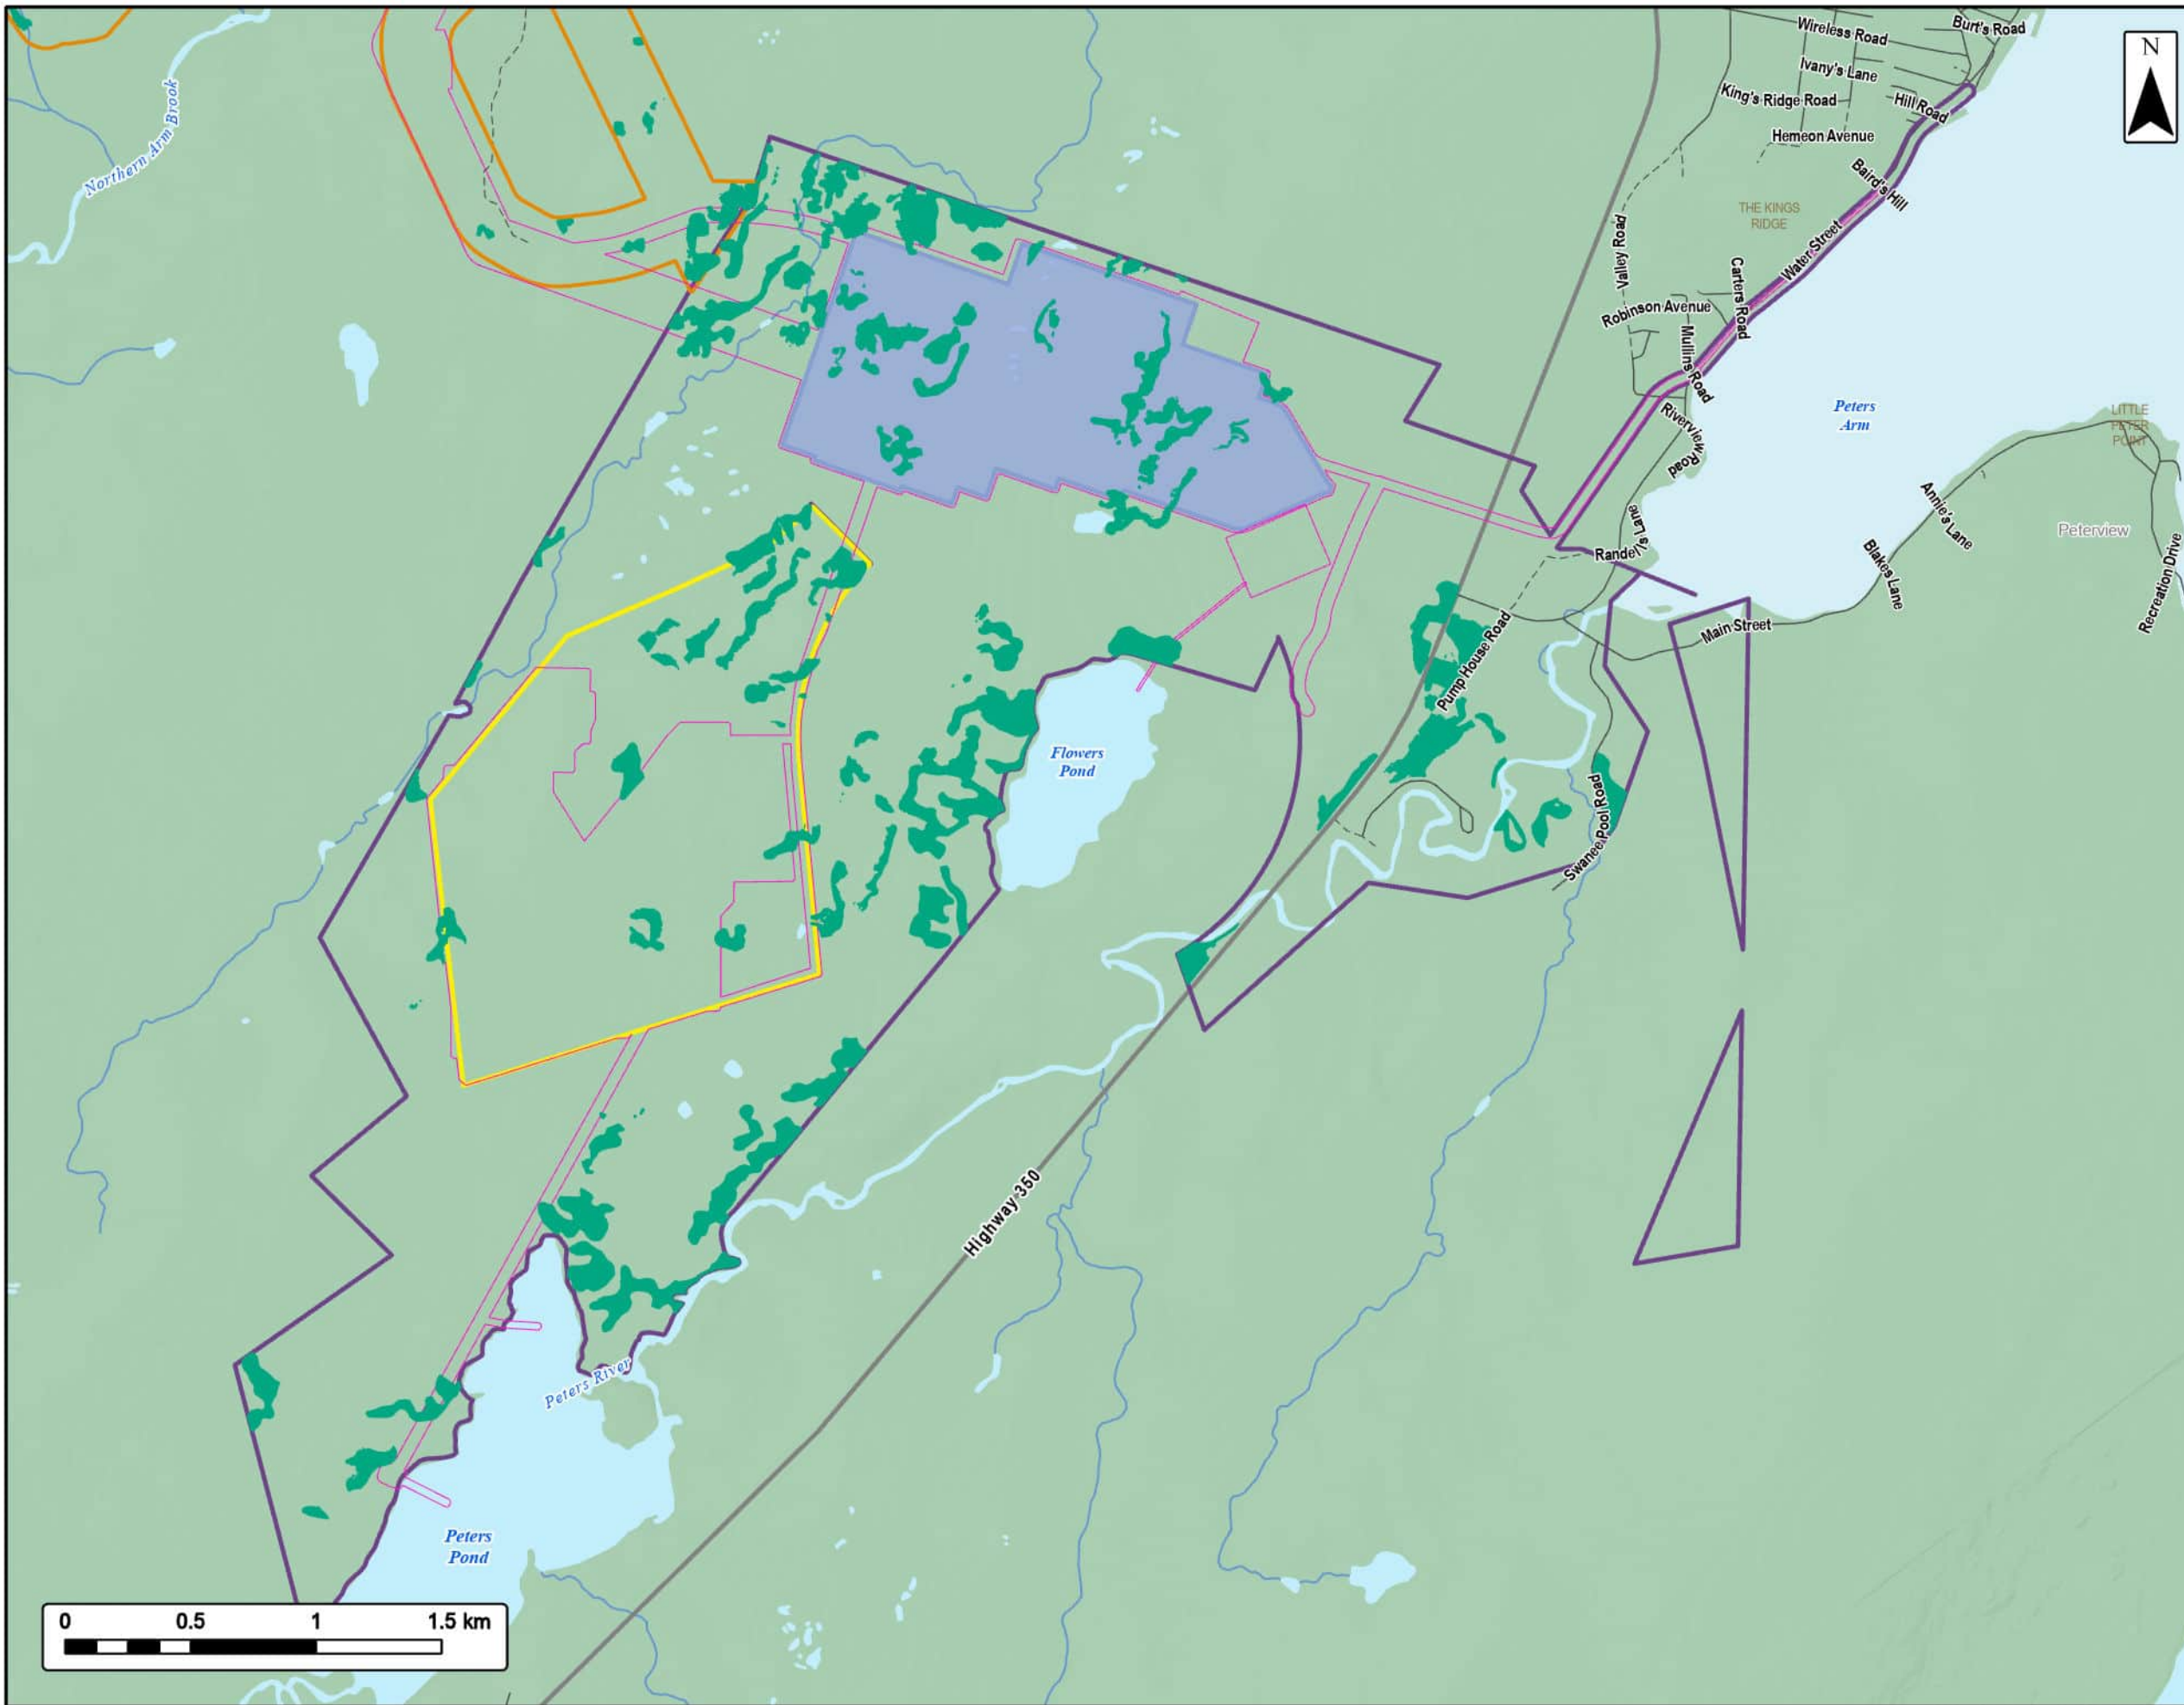 Wireless Road
Burt's Road
N
Ivany's Lane
King's Ridge Road
Hill Road
Hemeon Avenue
Northern Arm Brook
Baird's Hill
THE KINGS
RIDGE
Valley Road
Water Street
Carters Road
Robinson Avenue
Mullins Road
Riverview Road
Peters
Arm
LITTLE
PETER
POINT
Annie's Lane
Peterview
Randell's Lane
Blakes Lane
Recreation Drive
Main Street
Pump House Road
Flowers
Pond
Swanee Pool Road
Highway 350
Peters River
Peters
Pond
0 0.5 1 1.5 km